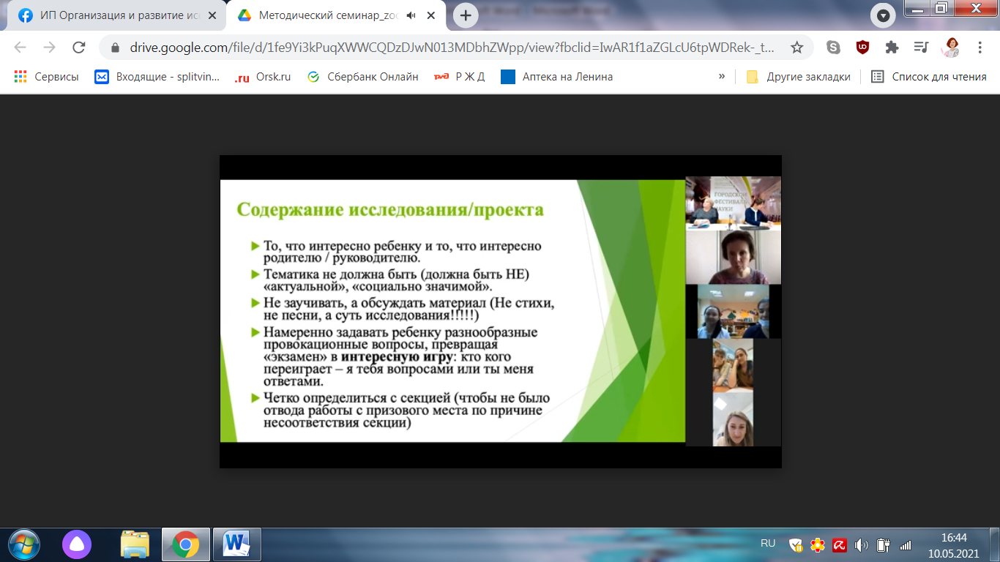 ИП Организация и развитие исс
Методический семинар_zoo
drive.google.com/file/d/1fe9Yi3kPuqXWWCQDzDJwN013MDbhZWpp/view?fbclid=IwAR1f1aZGLcU6tpWDRek-_t...
Сервисы
Входящие - splitvin...
.ru Orsk.ru
Сбербанк Онлайн
РЖД Р Ж Д
Аптека на Ленина
»
Другие закладки
Список для чтения
Содержание исследования/проекта
То, что интересно ребенку и то, что интересно
родителю / руководителю.
Тематика не должна быть (должна быть НЕ)
«актуальной», «социально значимой».
Не заучивать, а обсуждать материал (Не стихи,
не песни, а суть исследования!!!!!)
Намеренно задавать ребенку разнообразные
провокационные вопросы, превращая
«экзамен» в интересную игру: кто кого
переиграет – я тебя вопросами или ты меня
ответами.
Четко определиться с секцией (чтобы не было
отвода работы с призового места по причине
несоответствия секции)
ГОРОДСКОЙ
ФЕСТИВАЛЬ
НАУКИ
RU
16:44
10.05.2021